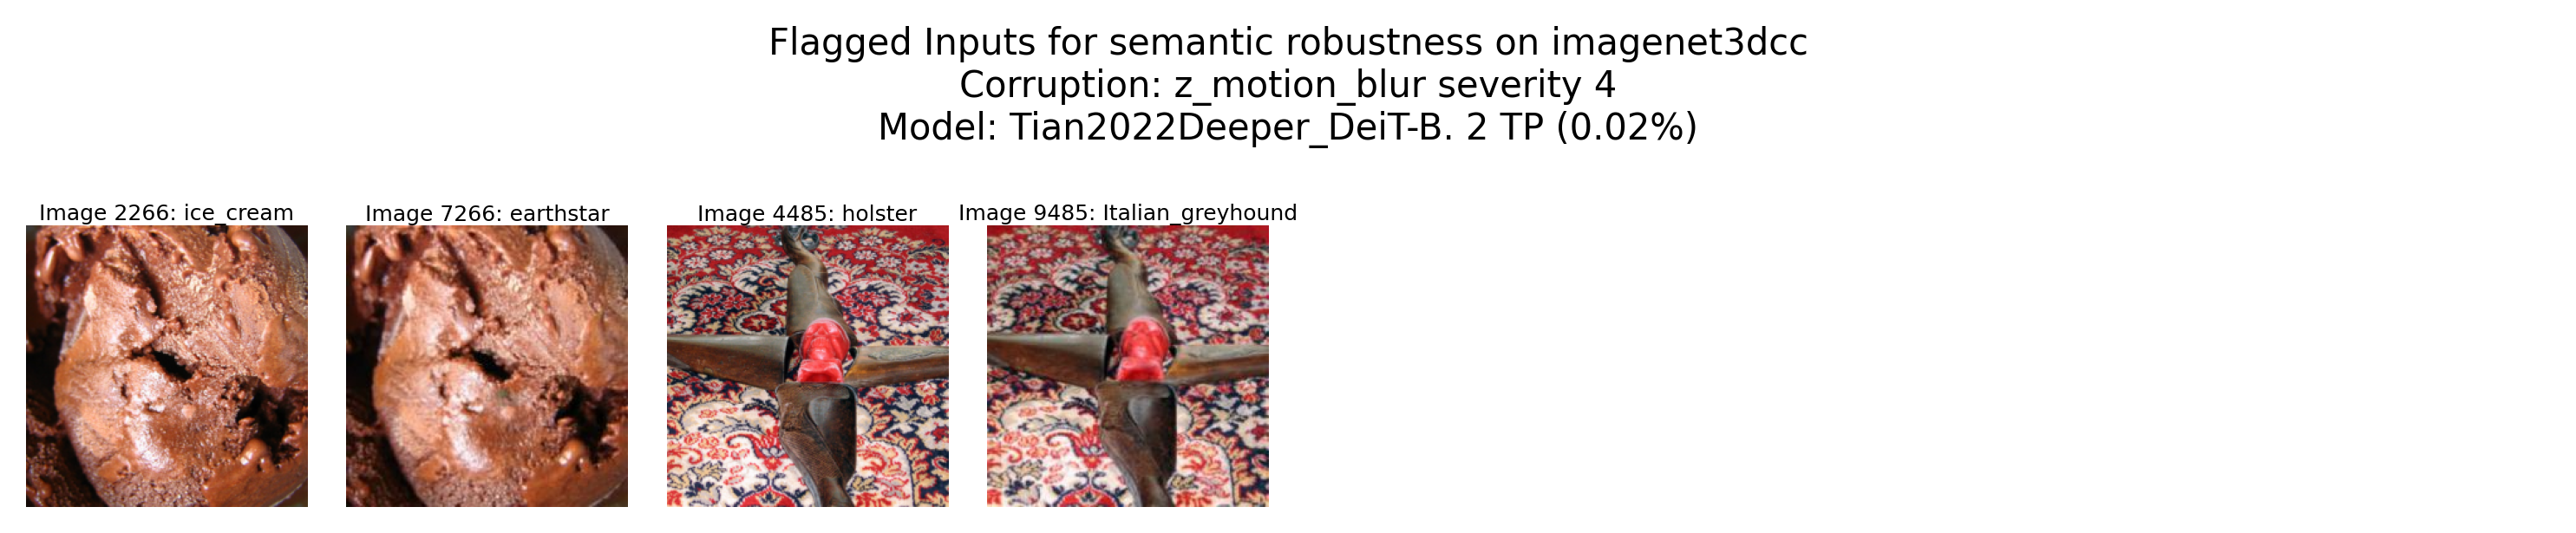 Flagged Inputs for semantic robustness on imagenet3dcc
Corruption: z_motion_blur severity 4
Model: Tian2022Deeper_DeiT-B. 2 TP (0.02%)
Image 2266: ice_cream
Image 7266: earthstar
Image 4485: holster
Image 9485: Italian_greyhound